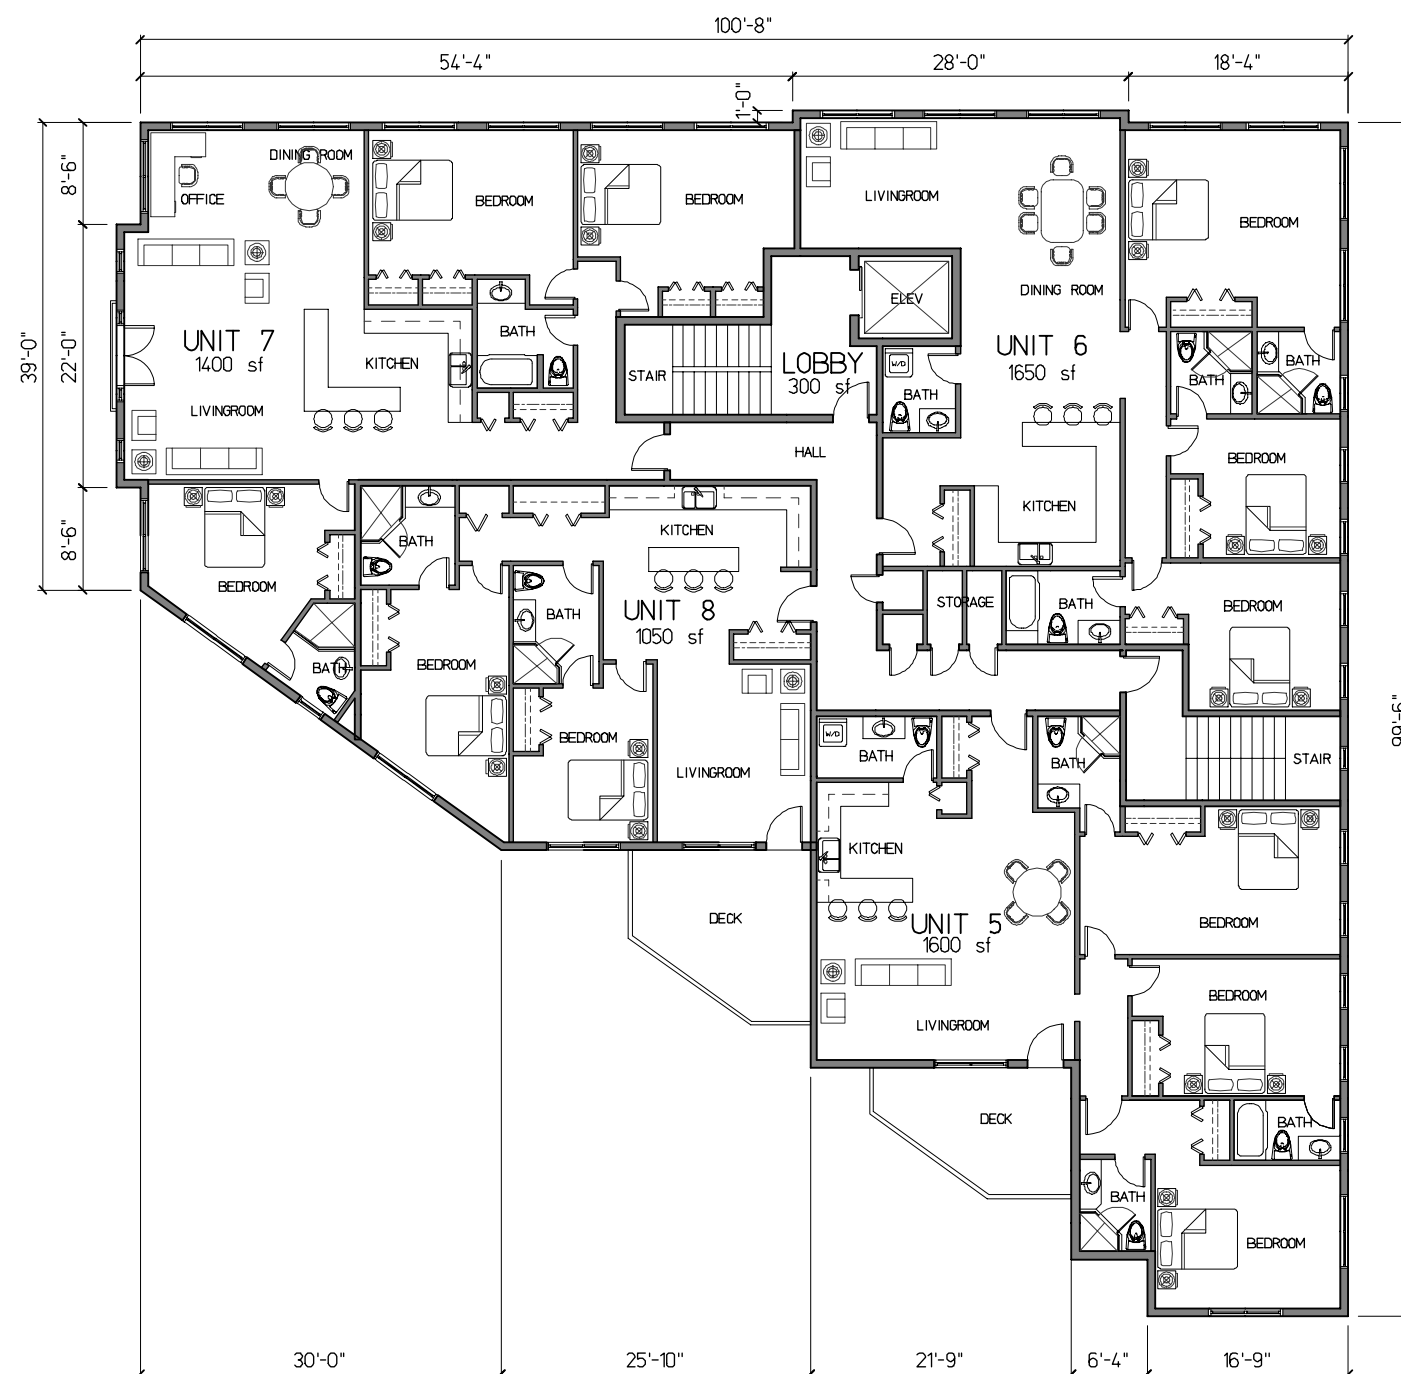 100'-8"
54'-4"
28'-0"
18'-4"
1'-0"
8'-6"
39'-0"
22'-0"
8'-6"
99'-6"
DINING ROOM
OFFICE
BEDROOM
BEDROOM
LIVINGROOM
BEDROOM
DINING ROOM
ELEV
UNIT 7
1400 sf
BATH
KITCHEN
LIVINGROOM
STAIR
LOBBY
300 sf
W/D
BATH
UNIT 6
1650 sf
BATH
BATH
HALL
BEDROOM
KITCHEN
KITCHEN
BATH
BEDROOM
UNIT 8
1050 sf
BATH
STORAGE
BATH
BEDROOM
BATH
BEDROOM
BEDROOM
LIVINGROOM
W/D
BATH
BATH
STAIR
KITCHEN
DECK
UNIT 5
1600 sf
BEDROOM
LIVINGROOM
BEDROOM
DECK
BATH
BATH
BEDROOM
30'-0"
25'-10"
21'-9"
6'-4"
16'-9"